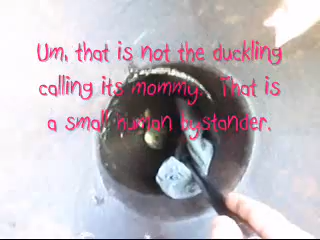 Um, that is not the duckling
calling its mommy. That is
a small human bystander.